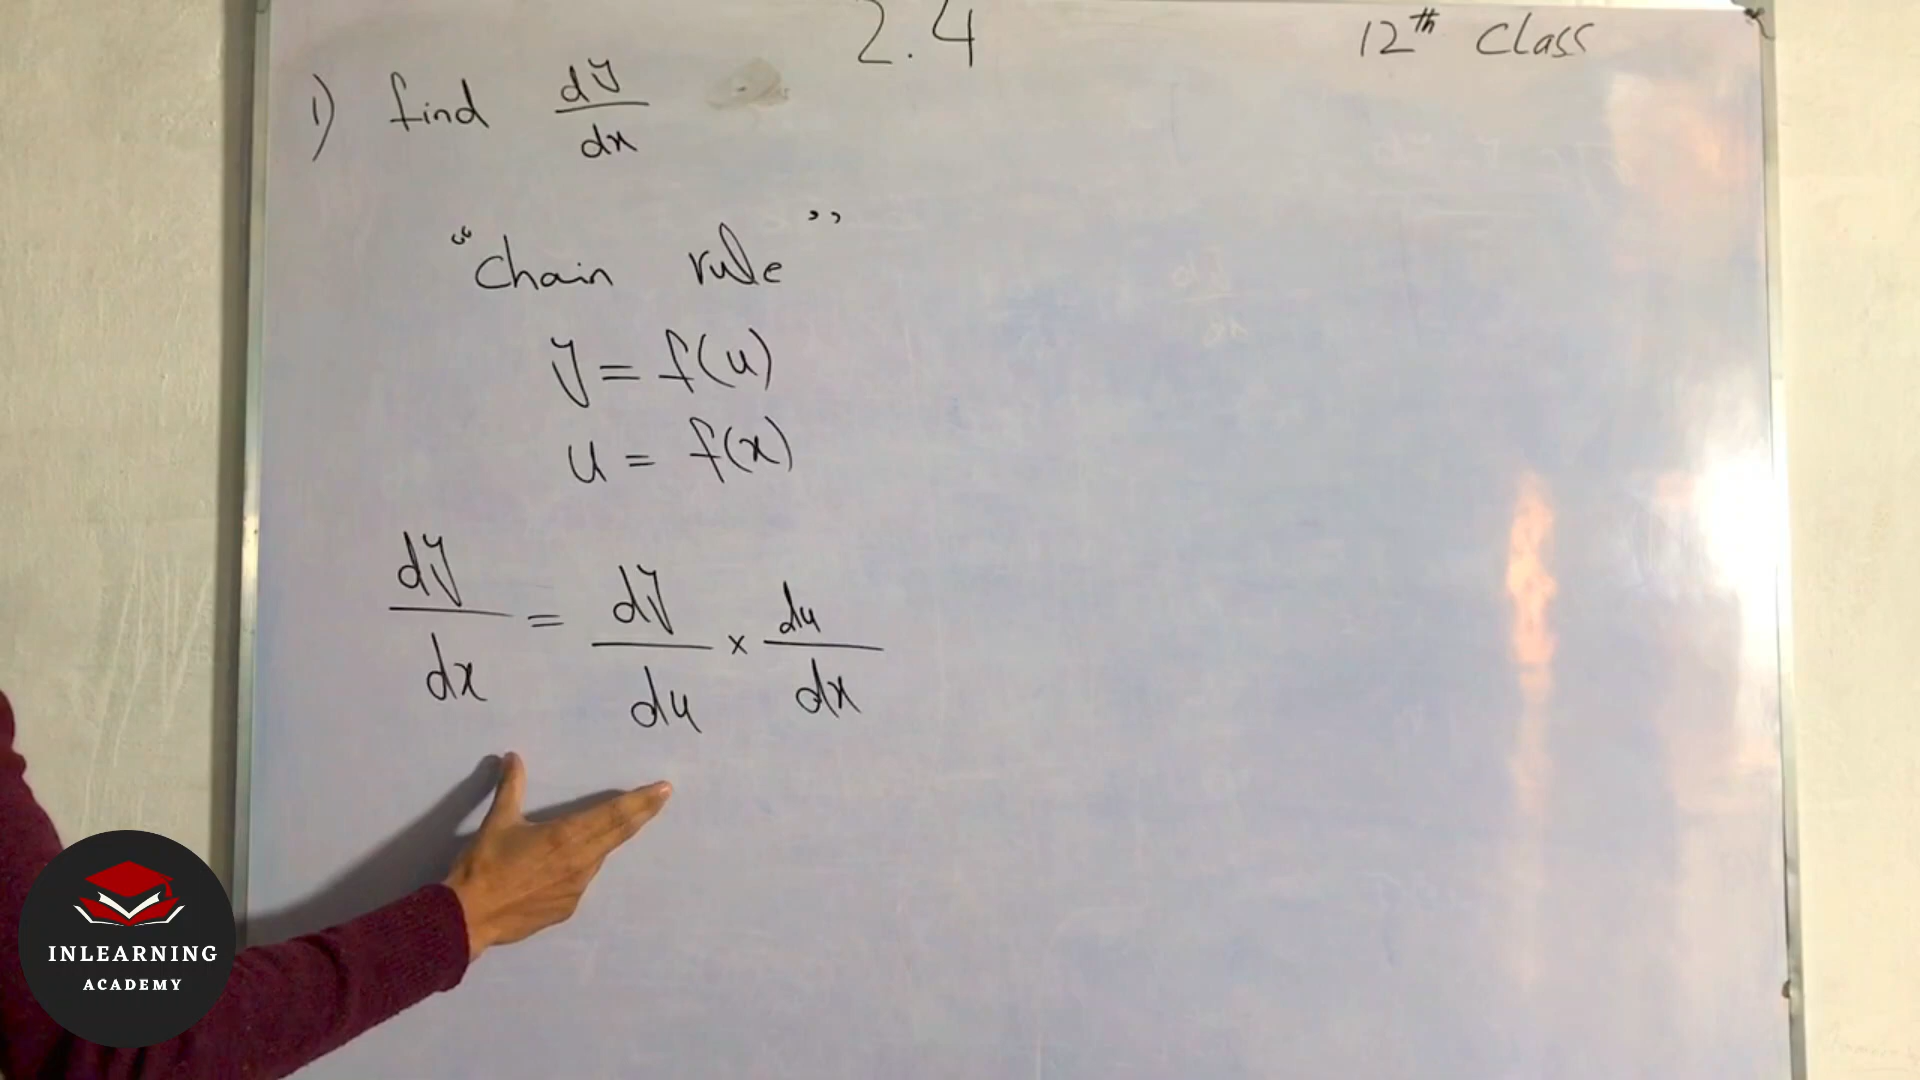 2.4
12th Class
1) find dy/dx
"Chain rule"
y = f(u)
u = f(x)
dy/dx = dy/du × du/dx
INLEARNING
ACADEMY